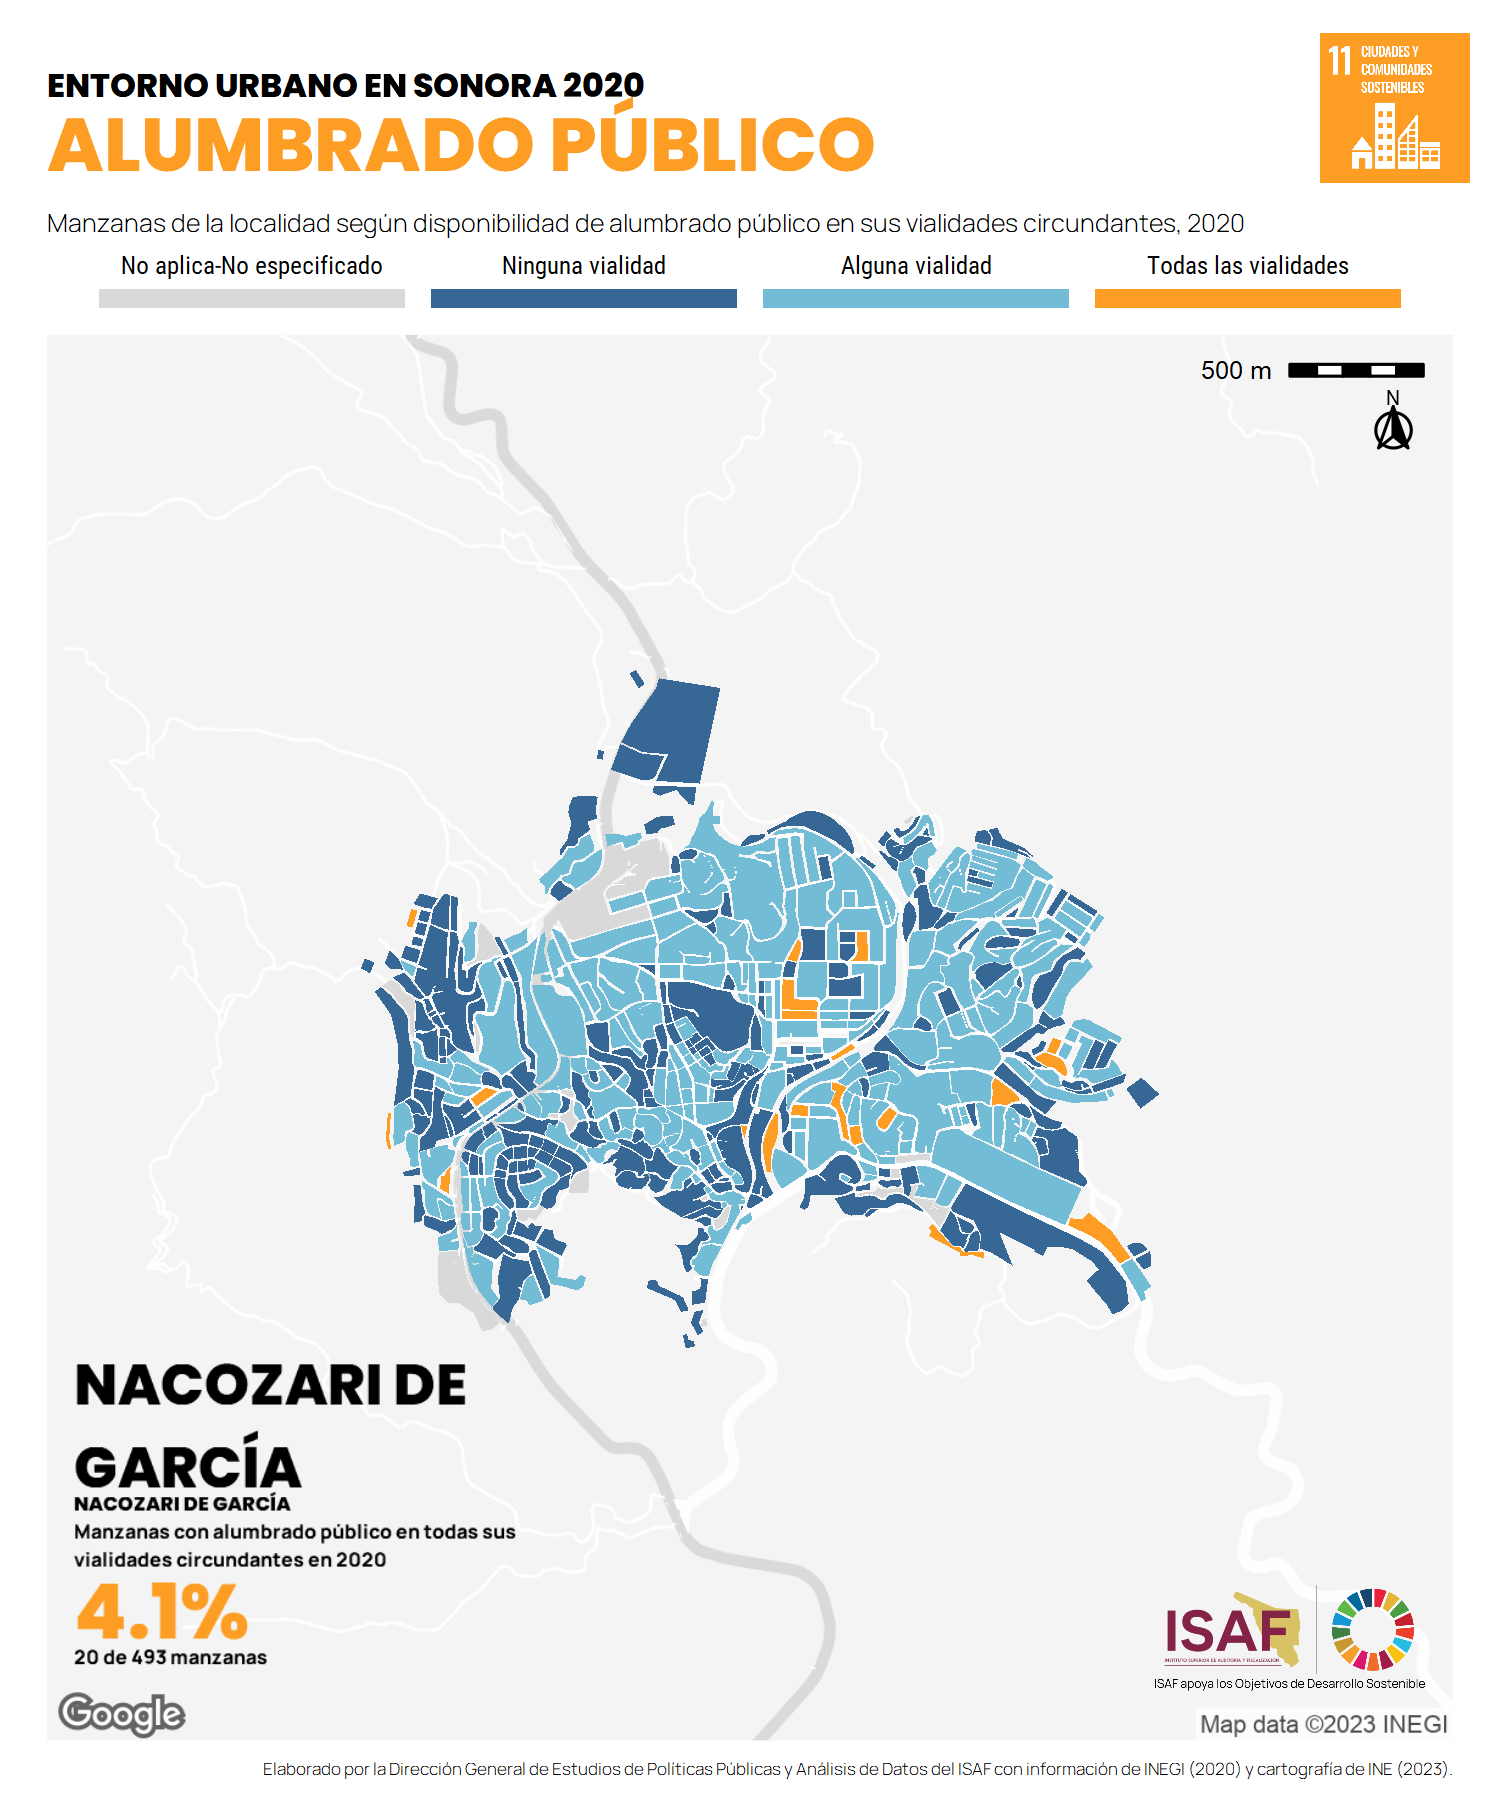 ENTORNO URBANO EN SONORA 2020
ALUMBRADO PÚBLICO
11 CIUDADES Y
COMUNIDADES
SOSTENIBLES
Manzanas de la localidad según disponibilidad de alumbrado público en sus vialidades circundantes, 2020
No aplica-No especificado Ninguna vialidad Alguna vialidad Todas las vialidades
500 m
N
NACOZARI DE
GARCÍA
NACOZARI DE GARCÍA
Manzanas con alumbrado público en todas sus
vialidades circundantes en 2020
4.1%
20 de 493 manzanas
ISAF
INSTITUTO SUPERIOR DE AUDITORÍA Y FISCALIZACIÓN
ISAF apoya los Objetivos de Desarrollo Sostenible
Google
Map data ©2023 INEGI
Elaborado por la Dirección General de Estudios de Políticas Públicas y Análisis de Datos del ISAF con información de INEGI (2020) y cartografía de INE (2023).